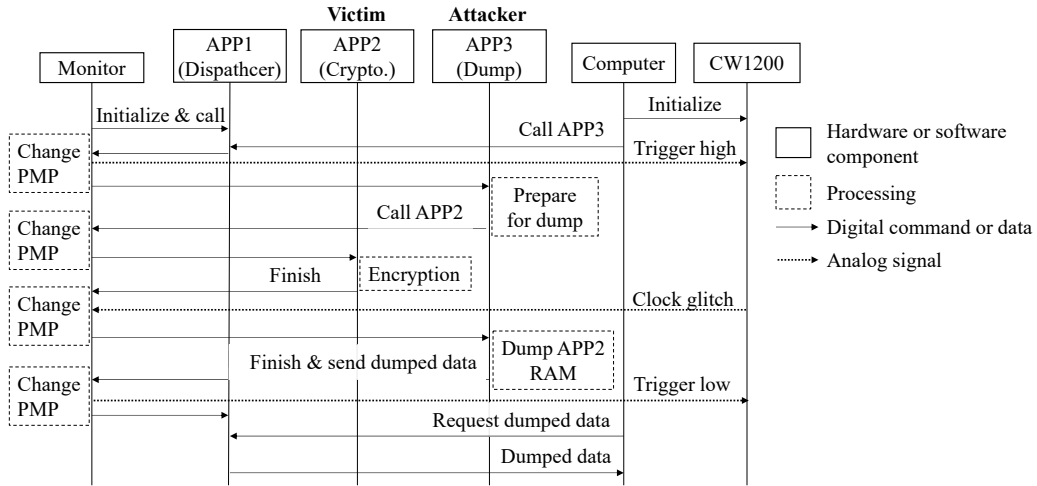 Victim
Attacker
Monitor
APP1
(Dispathcer)
APP2
(Crypto.)
APP3
(Dump)
Computer
CW1200
Initialize & call
Initialize
Call APP3
Change
PMP
Trigger high
Prepare
for dump
Call APP2
Change
PMP
Finish
Encryption
Change
PMP
Clock glitch
Dump APP2
RAM
Finish & send dumped data
Change
PMP
Trigger low
Request dumped data
Dumped data
Hardware or software
component
Processing
Digital command or data
Analog signal